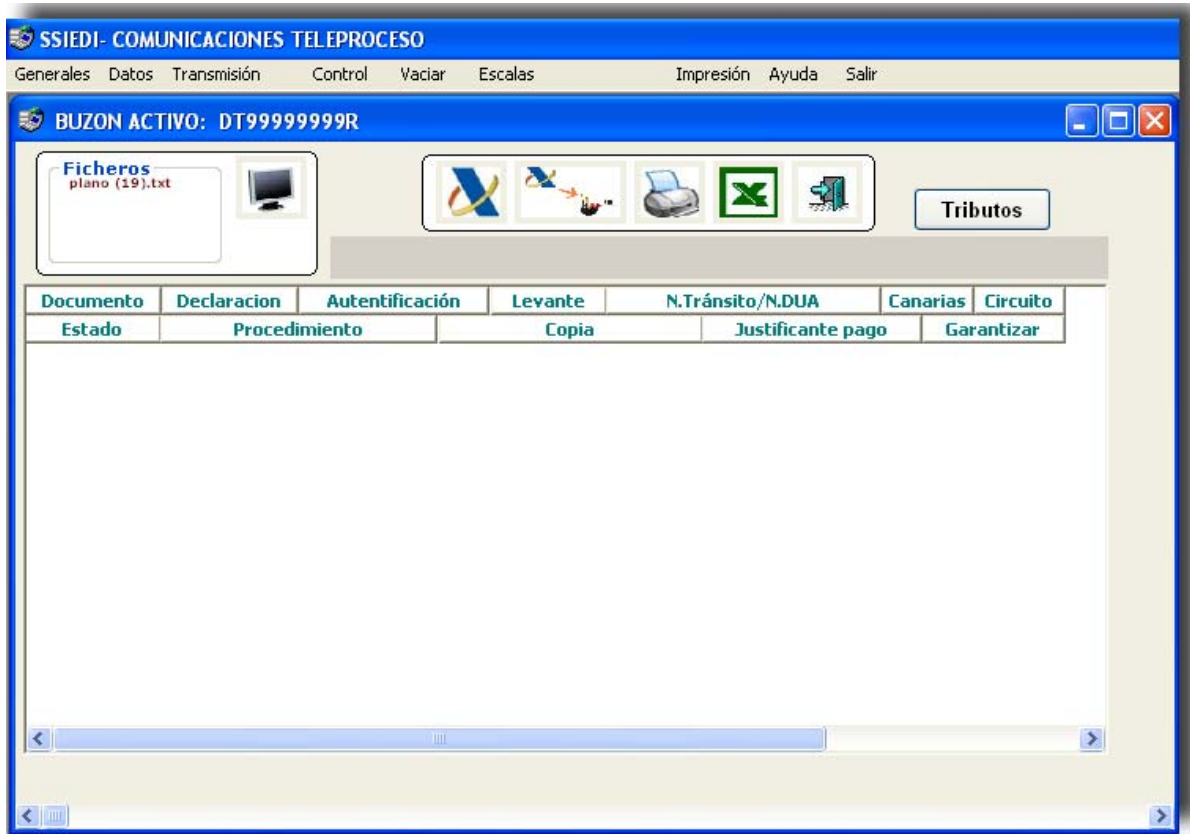 SSIEDI- COMUNICACIONES TELEPROCESO
Generales Datos Transmisión Control Vaciar Escalas Impresión Ayuda Salir
BUZON ACTIVO: DT99999999R
Ficheros
plano (19).txt
Tributos
Documento Declaracion Autentificación Levante N.Tránsito/N.DUA Canarias Circuito
Estado Procedimiento Copia Justificante pago Garantizar